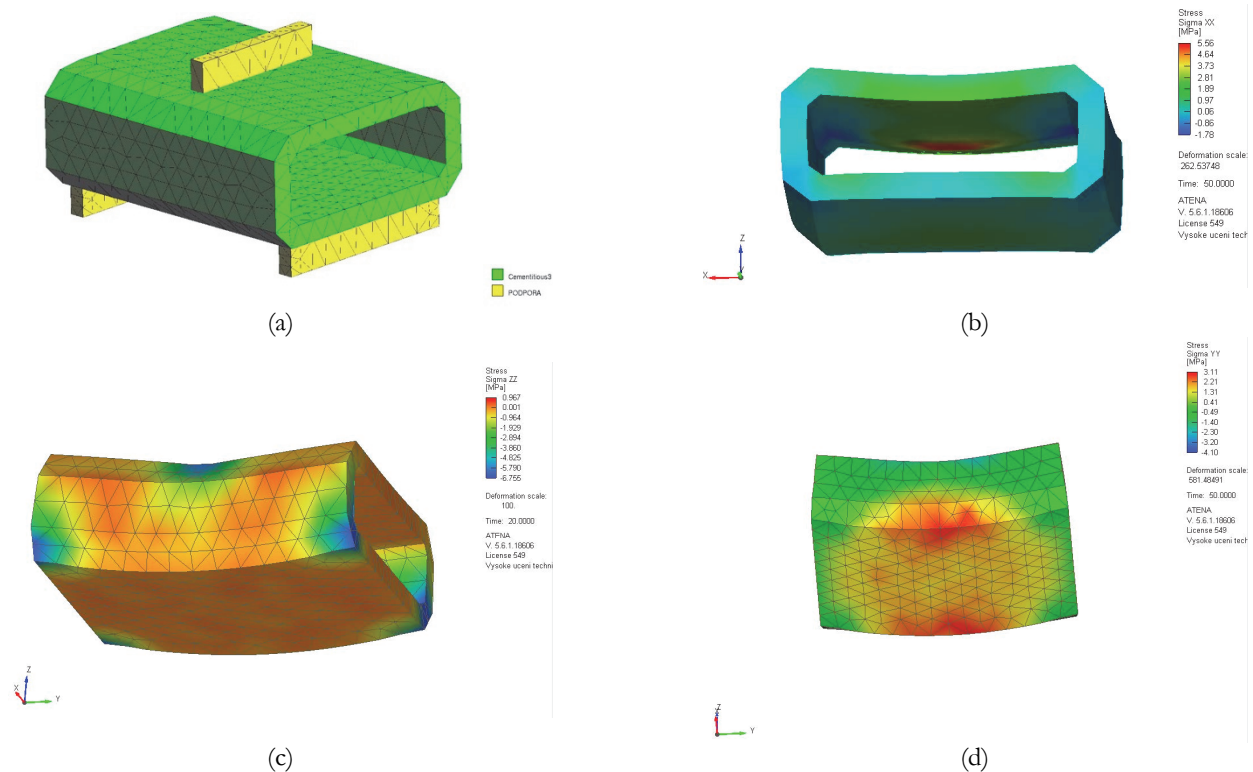 Cementitious3
PODPORA
(a)
Stress
Sigma XX
[MPa]
5.56
4.64
3.73
2.81
1.89
0.97
0.06
-0.86
-1.78
Deformation scale:
262.53748
Time: 50.0000
ATENA
V. 5.6.1.18606
License 549
Vysoke uceni tech
Z
X
Y
(b)
Stress
Sigma ZZ
[MPa]
0.967
0.001
-0.964
-1.929
-2.894
-3.860
-4.825
-5.790
-6.755
Deformation scale:
100.
Time: 20.0000
ATENA
V. 5.6.1.18606
License 549
Vysoke uceni techni
Z
X
Y
(c)
Stress
Sigma YY
[MPa]
3.11
2.21
1.31
0.41
-0.49
-1.40
-2.30
-3.20
-4.10
Deformation scale:
581.48491
Time: 50.0000
ATENA
V. 5.6.1.18606
License 549
Vysoke uceni tech
Z
Y
(d)